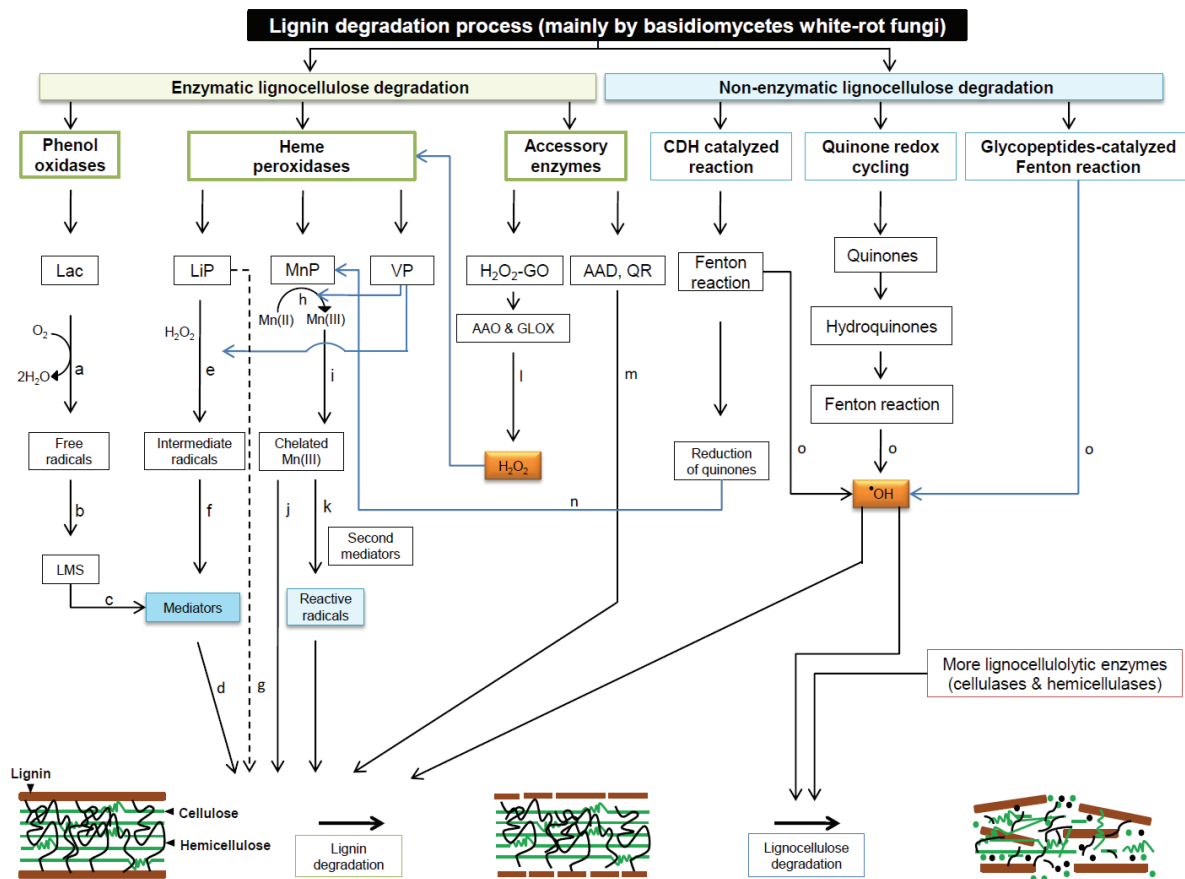 Lignin degradation process (mainly by basidiomycetes white-rot fungi)
Enzymatic lignocellulose degradation
Non-enzymatic lignocellulose degradation
Phenol
oxidases
Heme
peroxidases
Accessory
enzymes
CDH catalyzed
reaction
Quinone redox
cycling
Glycopeptides-catalyzed
Fenton reaction
Lac
LiP
MnP
VP
H₂O₂-GO
AAD, QR
Fenton
reaction
Quinones
h
Mn(II)
Mn(III)
O₂
2H₂O
a
H₂O₂
e
i
AAO & GLOX
l
m
Hydroquinones
Fenton reaction
Free
radicals
Intermediate
radicals
Chelated
Mn(III)
H₂O₂
Reduction
of quinones
o
o
o
•OH
b
f
j
k
n
Second
mediators
LMS
c
Mediators
Reactive
radicals
d
g
More lignocellulolytic enzymes
(cellulases & hemicellulases)
Lignin
Cellulose
Hemicellulose
Lignin
degradation
Lignocellulose
degradation